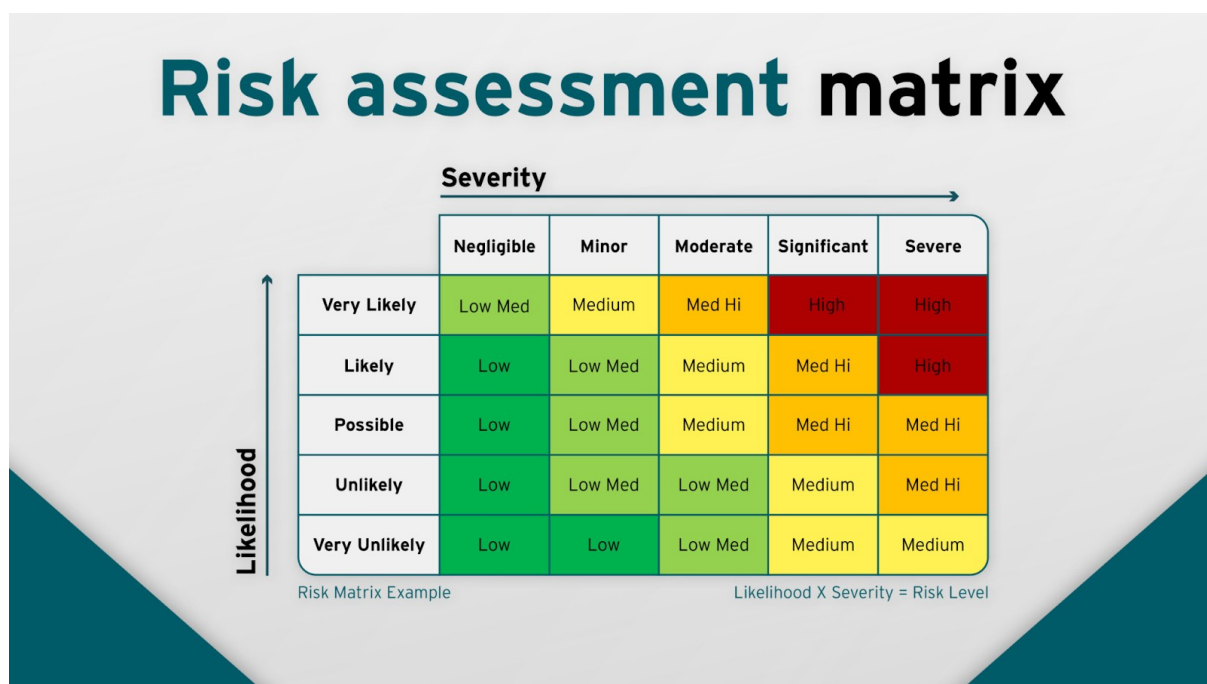 Risk assessment matrix
Severity
Negligible Minor Moderate Significant Severe
Very Likely Low Med Medium Med Hi High High
Likely Low Low Med Medium Med Hi High
Possible Low Low Med Medium Med Hi Med Hi
Unlikely Low Low Med Low Med Medium Med Hi
Very Unlikely Low Low Low Med Medium Medium
Likelihood
Risk Matrix Example
Likelihood X Severity = Risk Level